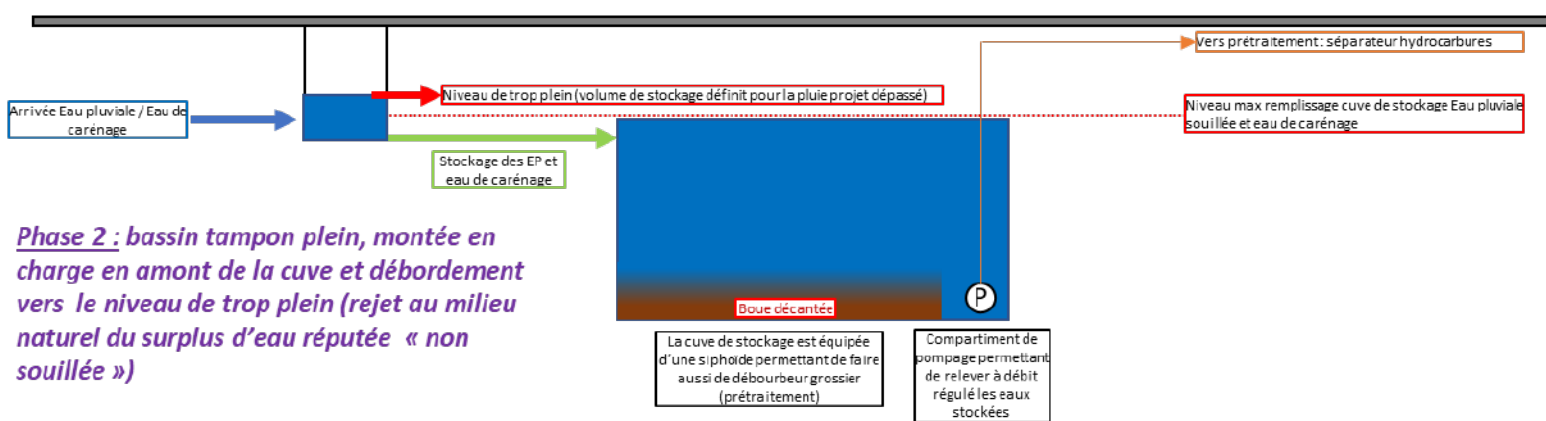 Vers prétraitement : séparateur hydrocarbures
Niveau de trop plein (volume de stockage définit pour la pluie projet dépassé)
Arrivée Eau pluviale / Eau de
carénage
Niveau max remplissage cuve de stockage Eau pluviale
souillée et eau de carénage
Stockage des EP et
eau de carénage
Phase 2 : bassin tampon plein, montée en
charge en amont de la cuve et débordement
vers le niveau de trop plein (rejet au milieu
naturel du surplus d’eau réputée « non
souillée »)
Boue décantée
P
La cuve de stockage est équipée
d’une siphoïde permettant de faire
aussi de débourbeur grossier
(prétraitement)
Compartiment de
pompage permettant
de relever à débit
régulé les eaux
stockées